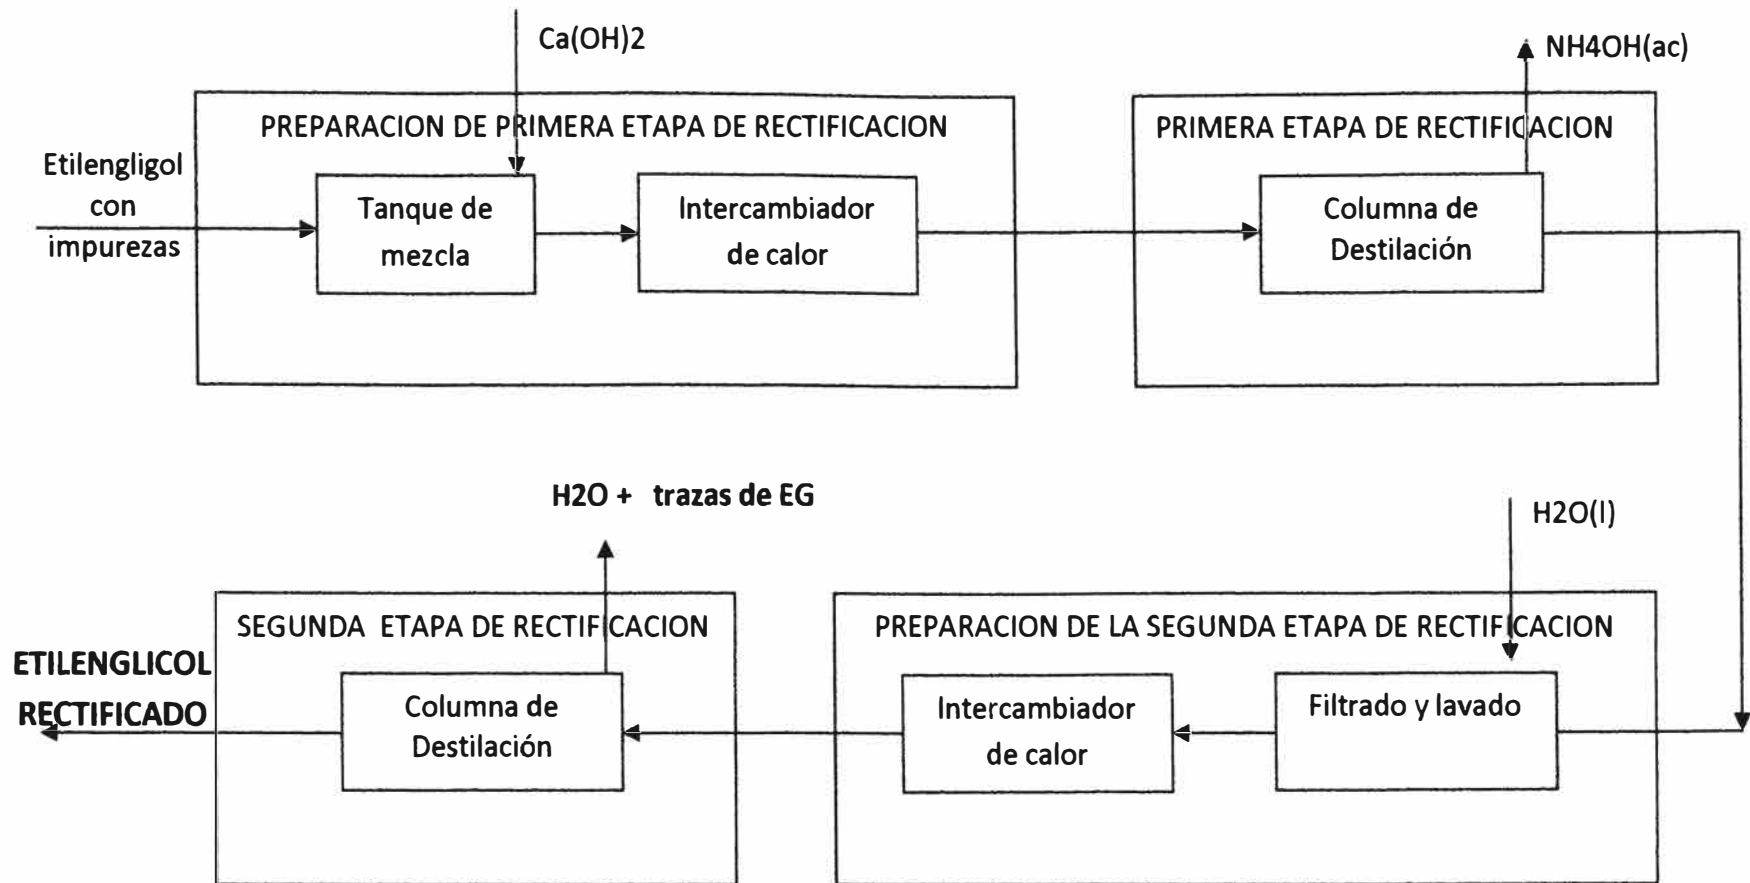 Ca(OH)2
NH4OH(ac)
PREPARACION DE PRIMERA ETAPA DE RECTIFICACION
PRIMERA ETAPA DE RECTIFICACION
Etilengligol
con
impurezas
Tanque de
mezcla
Intercambiador
de calor
Columna de
Destilación
H2O + trazas de EG
H2O(l)
SEGUNDA ETAPA DE RECTIFICACION
PREPARACION DE LA SEGUNDA ETAPA DE RECTIFICACION
ETILENGLICOL
RECTIFICADO
Columna de
Destilación
Intercambiador
de calor
Filtrado y lavado